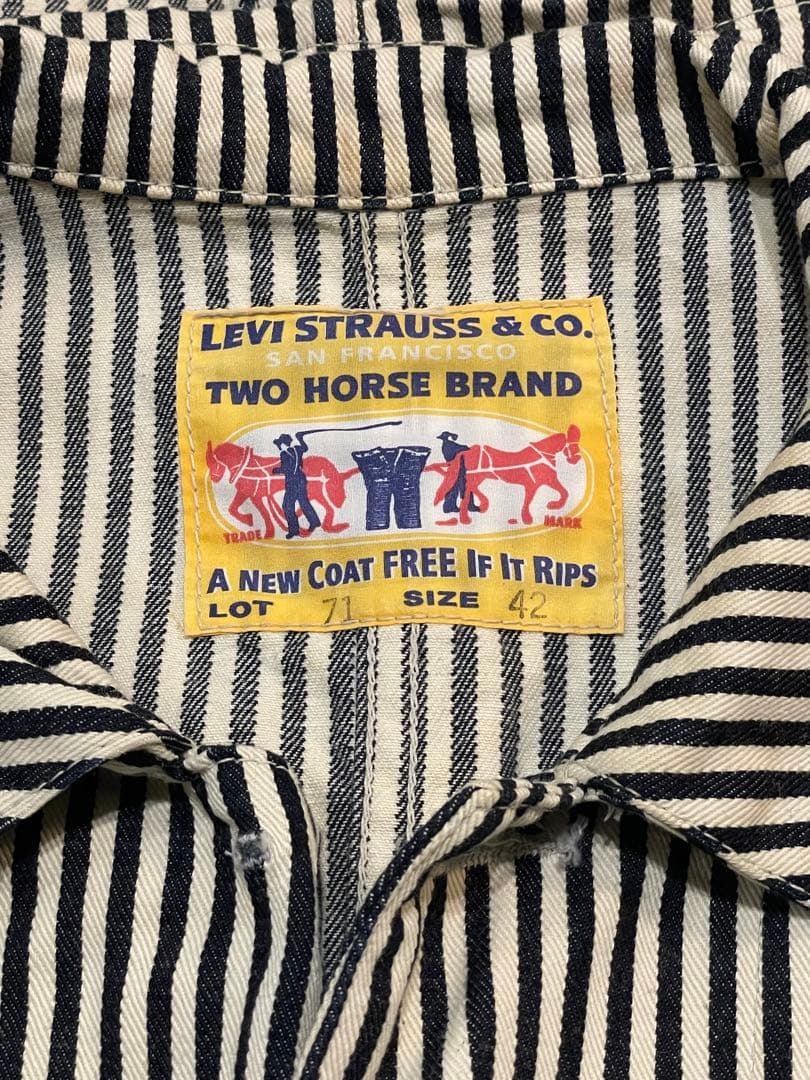 LEVI STRAUSS & CO.
SAN FRANCISCO
TWO HORSE BRAND
TRADE MARK
A NEW COAT FREE IF IT RIPS
LOT 71 SIZE 42